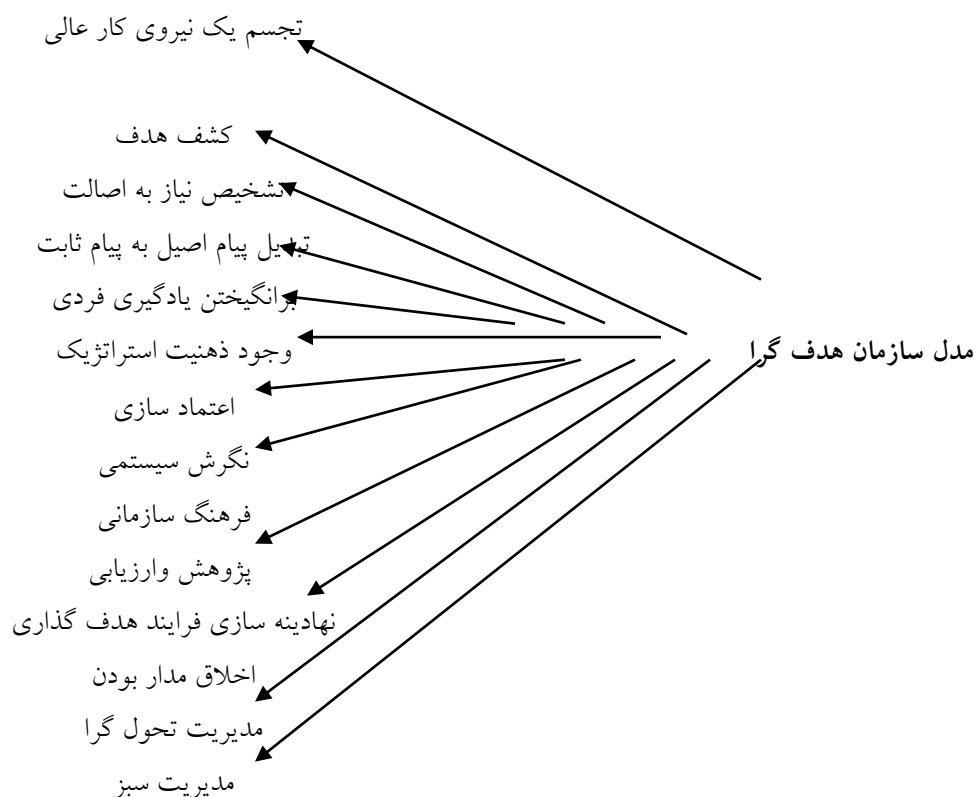 تجسم یک نیروی کار عالی
کشف هدف
تشخیص نیاز به اصالت
تبدیل پیام اصیل به پیام ثابت
برانگیختن یادگیری فردی
وجود ذهنیت استراتژیک
مدل سازمان هدف گرا
اعتماد سازی
نگرش سیستمی
فرهنگ سازمانی
پژوهش وارزیابی
نهادینه سازی فرایند هدف گذاری
اخلاق مدار بودن
مدیریت تحول گرا
مدیریت سبز